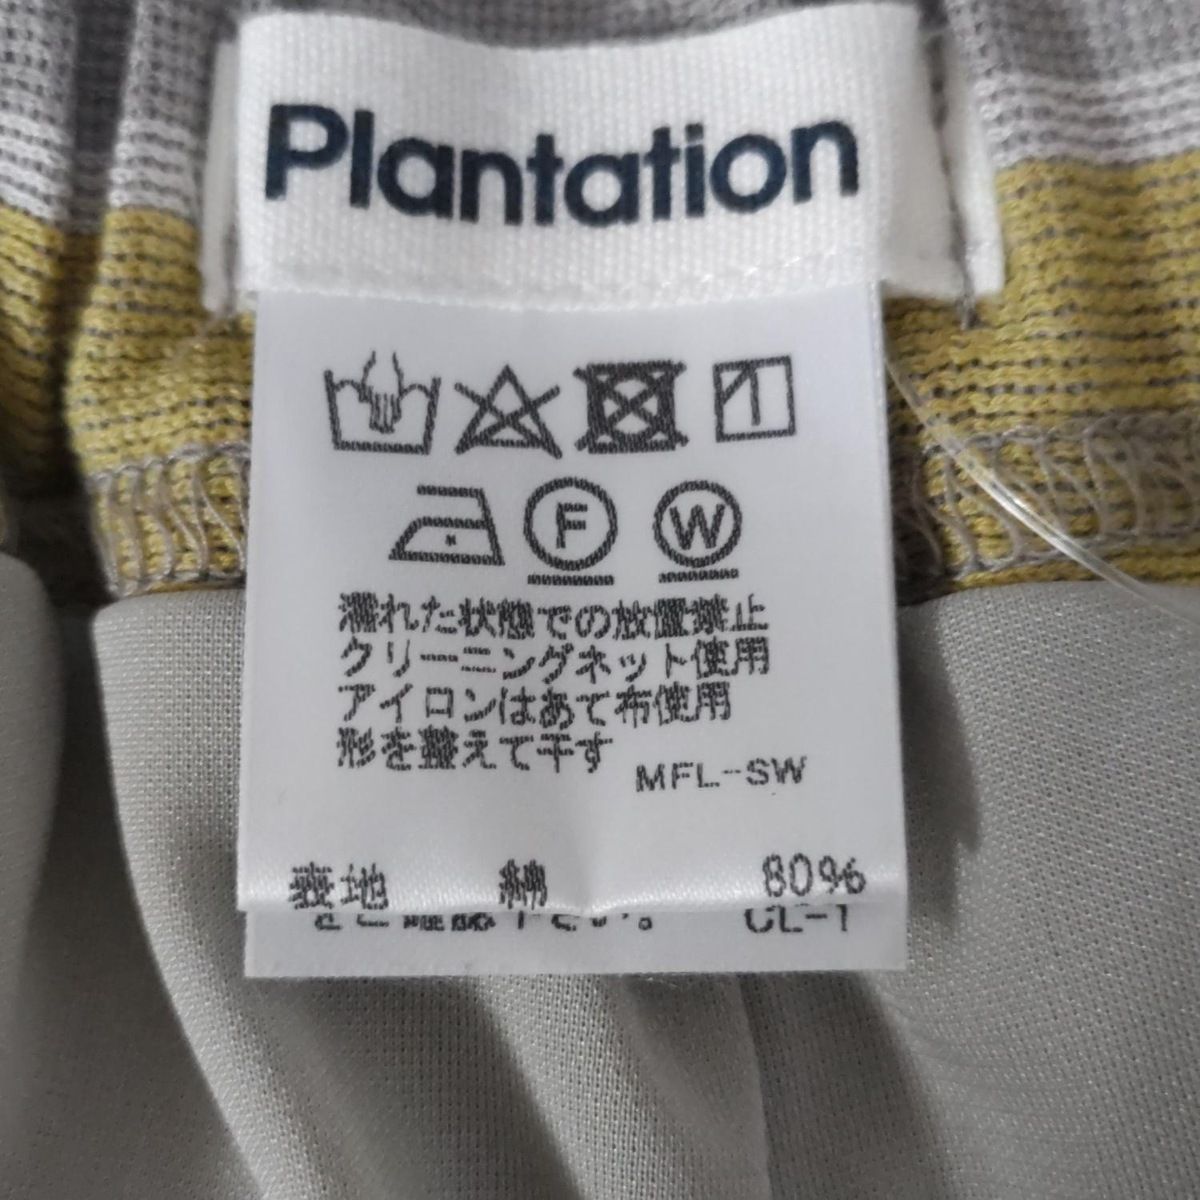 Plantation
F W
濡れた状態での放置禁止
クリーニングネット使用
アイロンはあて布使用
形を整えて干す
MFL-SW
表地 綿 80%
CL-1